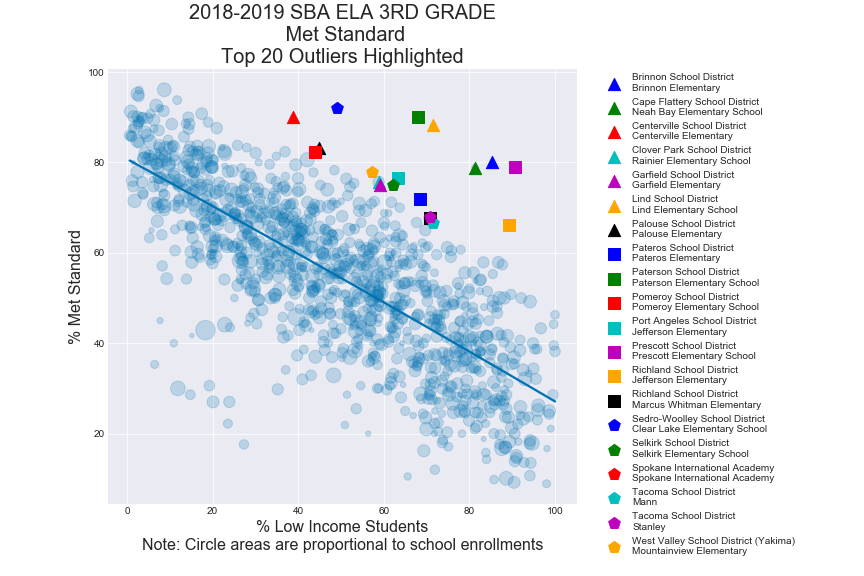 2018-2019 SBA ELA 3RD GRADE
Met Standard
Top 20 Outliers Highlighted
100
80
60
40
20
% Met Standard
0
20
40
60
80
100
% Low Income Students
Note: Circle areas are proportional to school enrollments
Brinnon School District
Brinnon Elementary
Cape Flattery School District
Neah Bay Elementary School
Centerville School District
Centerville Elementary
Clover Park School District
Rainier Elementary School
Garfield School District
Garfield Elementary
Lind School District
Lind Elementary School
Palouse School District
Palouse Elementary
Pateros School District
Pateros Elementary
Paterson School District
Paterson Elementary School
Pomeroy School District
Pomeroy Elementary School
Port Angeles School District
Jefferson Elementary
Prescott School District
Prescott Elementary School
Richland School District
Jefferson Elementary
Richland School District
Marcus Whitman Elementary
Sedro-Woolley School District
Clear Lake Elementary School
Selkirk School District
Selkirk Elementary School
Spokane International Academy
Spokane International Academy
Tacoma School District
Mann
Tacoma School District
Stanley
West Valley School District (Yakima)
Mountainview Elementary